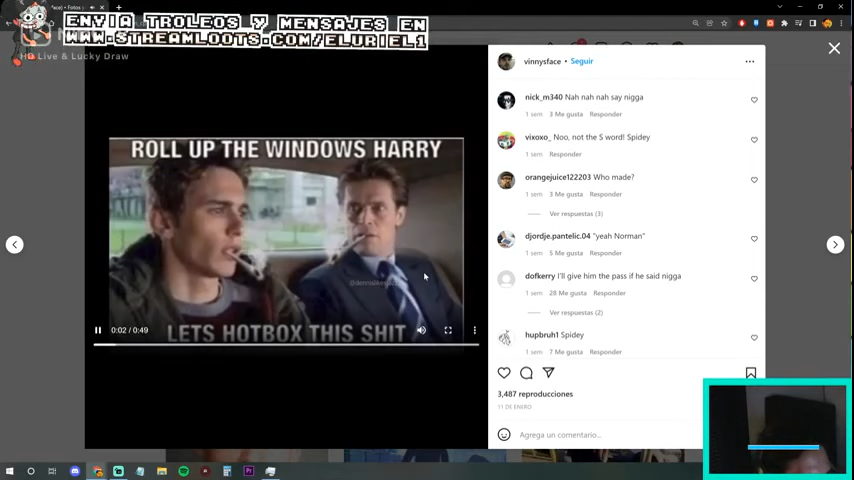 ENVIA TROLEOS Y MENSAJES EN
WWW.STREAMLOOTS.COM/ELURIEL1
HD Live & Lucky Draw
vinnysface • Seguir
nick_m340 Nah nah nah say nigga
1 sem 3 Me gusta Responder
vixoxo_ Noo, not the S word! Spidey
1 sem Responder
orangejuice122203 Who made?
1 sem 3 Me gusta Responder
Ver respuestas (3)
djordje.pantelic.04 "yeah Norman"
1 sem 5 Me gusta Responder
dofkerry I'll give him the pass if he said nigga
1 sem 28 Me gusta Responder
Ver respuestas (2)
hupbruh1 Spidey
1 sem 7 Me gusta Responder
3,487 reproducciones
11 DE ENERO
Agrega un comentario...
ROLL UP THE WINDOWS HARRY
LETS HOTBOX THIS SHIT
0:02 / 0:49